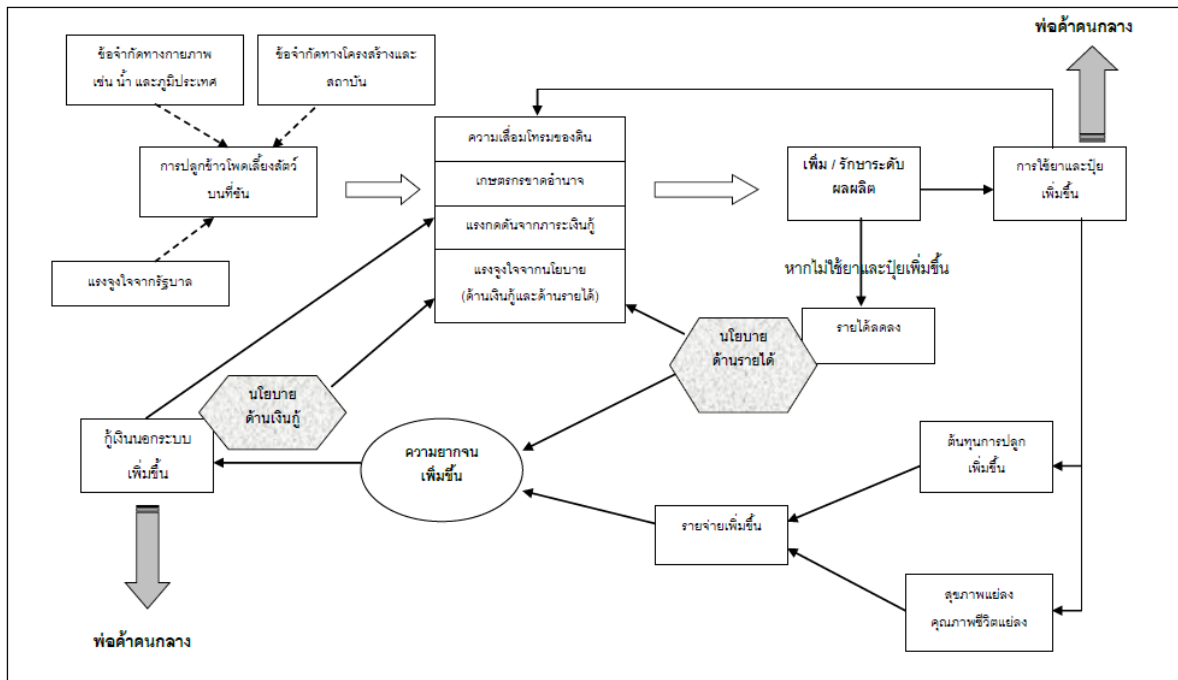 พ่อค้าคนกลาง
ข้อจำกัดทางกายภาพ
เช่น น้ำ และภูมิประเทศ
ข้อจำกัดทางโครงสร้างและ
สถาบัน
การปลูกข้าวโพดเลี้ยงสัตว์
บนที่ชัน
แรงจูงใจจากรัฐบาล
ความเสื่อมโทรมของดิน
เกษตรกรขาดอำนาจ
แรงกดดันจากภาระเงินกู้
แรงจูงใจจากนโยบาย
(ด้านเงินกู้และด้านรายได้)
เพิ่ม / รักษาระดับ
ผลผลิต
การใช้ยาและปุ๋ย
เพิ่มขึ้น
หากไม่ใช้ยาและปุ๋ยเพิ่มขึ้น
รายได้ลดลง
นโยบาย
ด้านรายได้
นโยบาย
ด้านเงินกู้
กู้เงินนอกระบบ
เพิ่มขึ้น
ความยากจน
เพิ่มขึ้น
ต้นทุนการปลูก
เพิ่มขึ้น
รายจ่ายเพิ่มขึ้น
สุขภาพแย่ลง
คุณภาพชีวิตแย่ลง
พ่อค้าคนกลาง